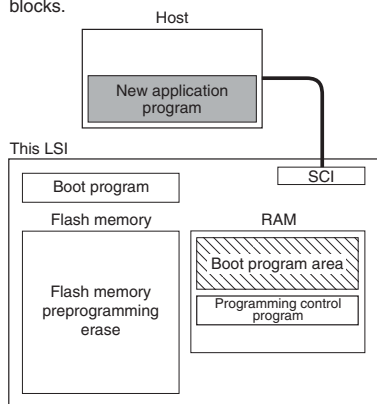 blocks.
Host
New application
program
This LSI
SCI
Boot program
Flash memory
RAM
Flash memory
preprogramming
erase
Boot program area
Programming control
program